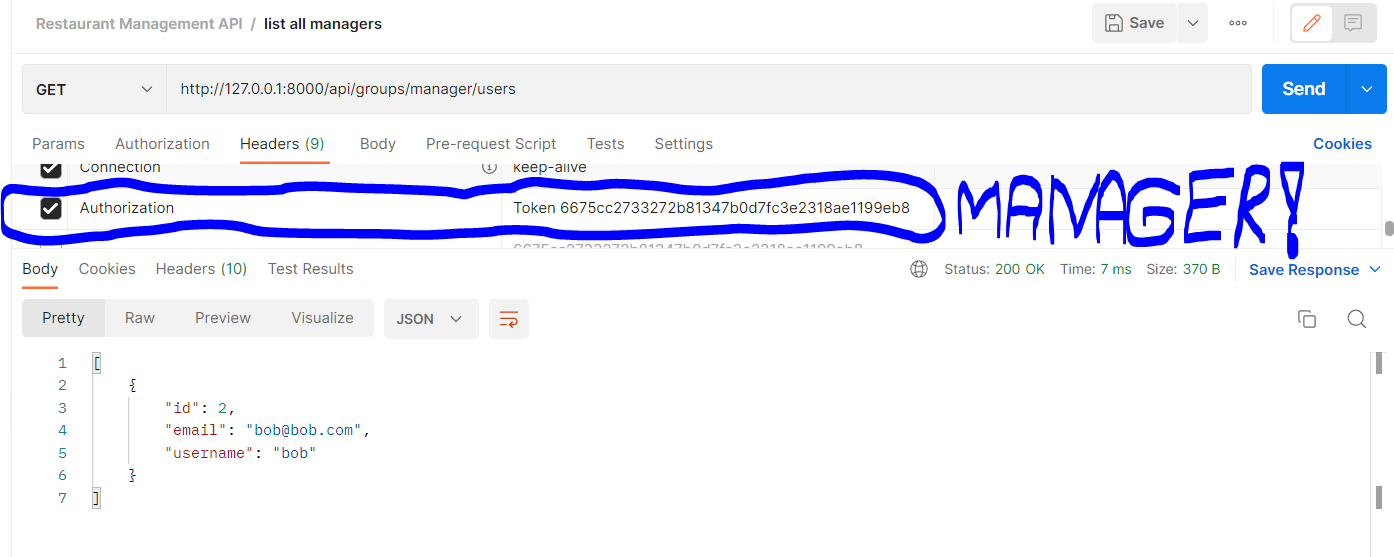 Restaurant Management API / list all managers Save
GET http://127.0.0.1:8000/api/groups/manager/users Send
Params Authorization Headers (9) Body Pre-request Script Tests Settings Cookies
Connection keep-alive
Authorization Token 6675cc2733272b81347b0d7fc3e2318ae1199eb8 MANAGER!
Body Cookies Headers (10) Test Results Status: 200 OK Time: 7 ms Size: 370 B Save Response
Pretty Raw Preview Visualize JSON
1 [
2 {
3 "id": 2,
4 "email": "bob@bob.com",
5 "username": "bob"
6 }
7 ]